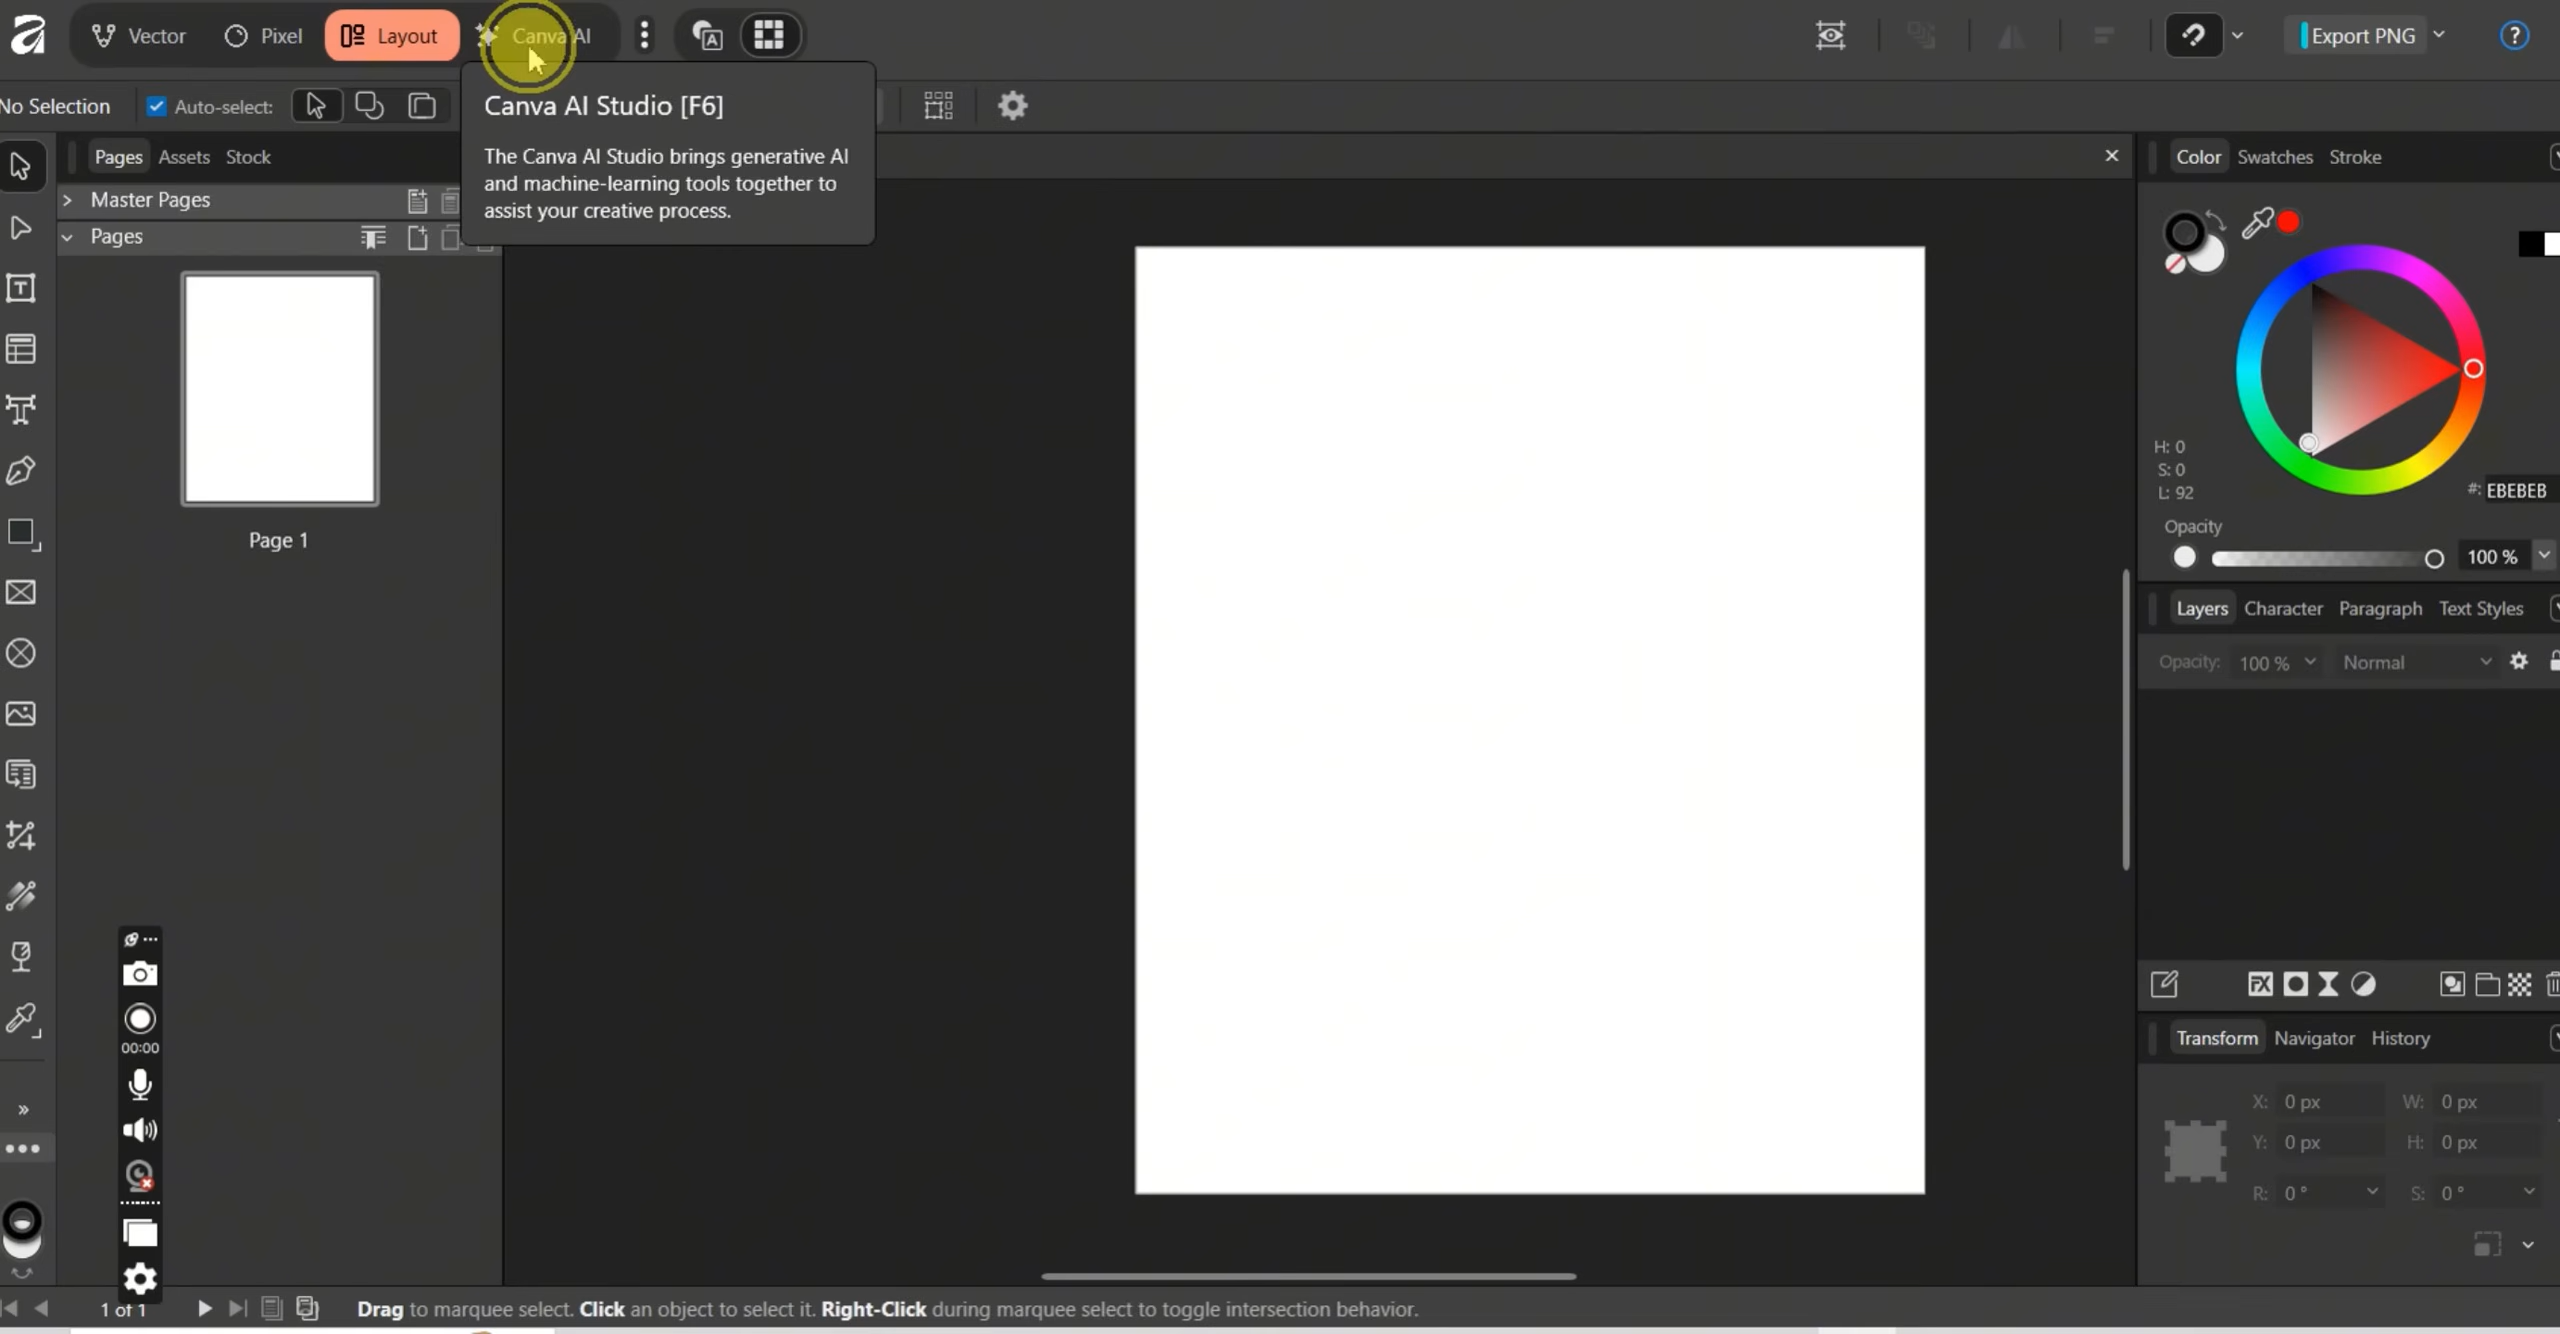 Vector
Pixel
Layout
Canva AI
Export PNG
?
No Selection
Auto-select:
Canva AI Studio [F6]
The Canva AI Studio brings generative AI
and machine-learning tools together to
assist your creative process.
Pages
Assets
Stock
Master Pages
Pages
Page 1
Color
Swatches
Stroke
H: 0
S: 0
L: 92
#: EBEBEB
Opacity
100 %
Layers
Character
Paragraph
Text Styles
Opacity: 100 %
Normal
Transform
Navigator
History
X: 0 px
W: 0 px
Y: 0 px
H: 0 px
R: 0 °
S: 0 °
00:00
1 of 1
Drag to marquee select. Click an object to select it. Right-Click during marquee select to toggle intersection behavior.